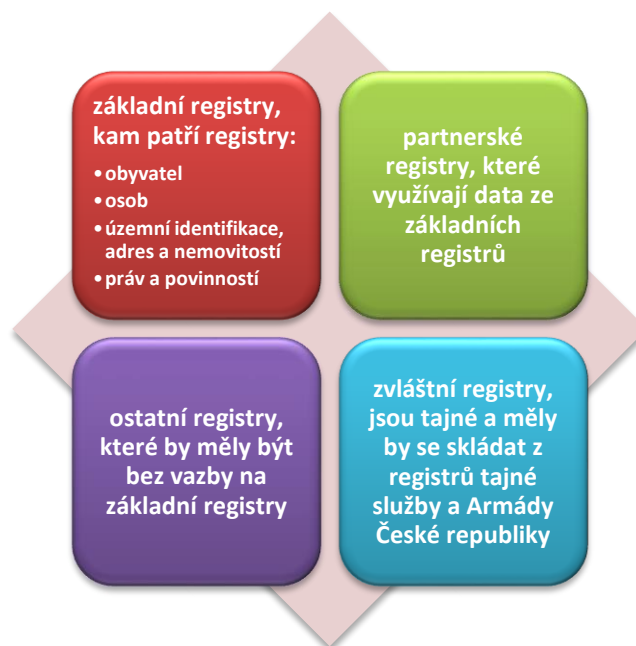 základní registry,
kam patří registry:
• obyvatel
• osob
• územní identifikace,
adres a nemovitostí
• práv a povinností
partnerské
registry, které
využívají data ze
základních
registrů
ostatní registry,
které by měly být
bez vazby na
základní registry
zvláštní registry,
jsou tajné a měly
by se skládat z
registrů tajné
služby a Armády
České republiky